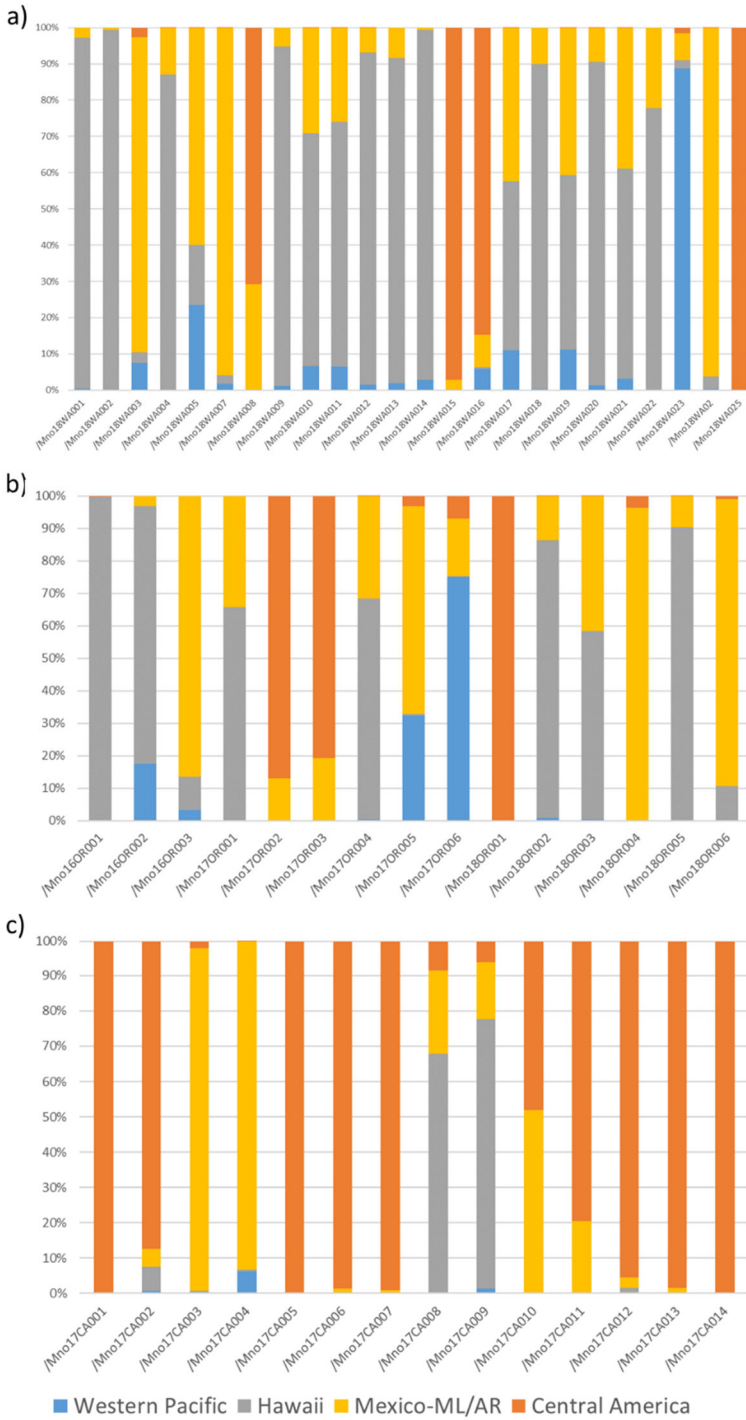 a)
100%
90%
80%
70%
60%
50%
40%
30%
20%
10%
0%
/Mno18WA001
/Mno18WA002
/Mno18WA003
/Mno18WA004
/Mno18WA005
/Mno18WA007
/Mno18WA008
/Mno18WA009
/Mno18WA010
/Mno18WA011
/Mno18WA012
/Mno18WA013
/Mno18WA014
/Mno18WA015
/Mno18WA016
/Mno18WA017
/Mno18WA018
/Mno18WA019
/Mno18WA020
/Mno18WA021
/Mno18WA022
/Mno18WA023
/Mno18WA02
/Mno18WA025
b)
100%
90%
80%
70%
60%
50%
40%
30%
20%
10%
0%
/Mno16OR001
/Mno16OR002
/Mno16OR003
/Mno17OR001
/Mno17OR002
/Mno17OR003
/Mno17OR004
/Mno17OR005
/Mno17OR006
/Mno18OR001
/Mno18OR002
/Mno18OR003
/Mno18OR004
/Mno18OR005
/Mno18OR006
c)
100%
90%
80%
70%
60%
50%
40%
30%
20%
10%
0%
/Mno17CA001
/Mno17CA002
/Mno17CA003
/Mno17CA004
/Mno17CA005
/Mno17CA006
/Mno17CA007
/Mno17CA008
/Mno17CA009
/Mno17CA010
/Mno17CA011
/Mno17CA012
/Mno17CA013
/Mno17CA014
Western Pacific Hawaii Mexico-ML/AR Central America